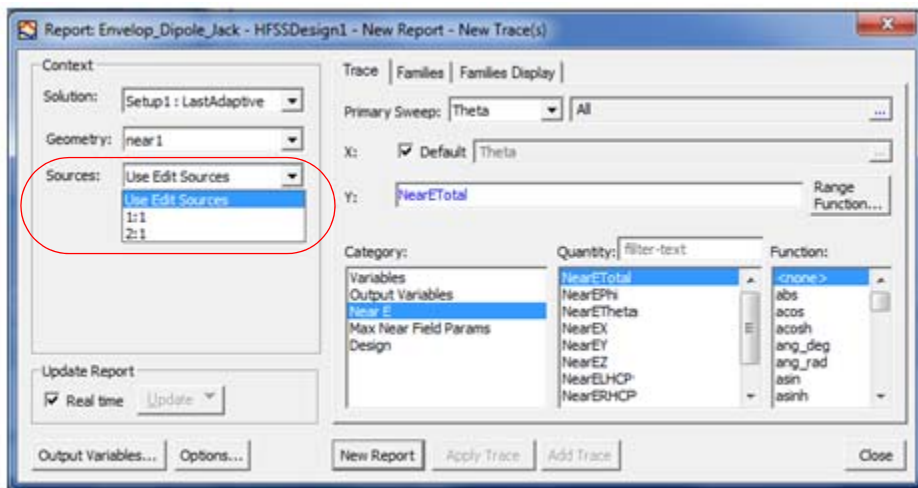 Report: Envelop_Dipole_Jack - HFSSDesign1 - New Report - New Trace(s)
Context
Solution: Setup1 : LastAdaptive
Geometry: near1
Sources: Use Edit Sources
Use Edit Sources
1:1
2:1
Update Report
Real time Update
Output Variables... Options...
Trace Families Families Display
Primary Sweep: Theta All ...
X: Default Theta ...
Y: NearETotal Range Function...
Category:
Variables
Output Variables
Near E
Max Near Field Params
Design
Quantity: filter-text
NearETotal
NearEPhi
NearETheta
NearEX
NearEY
NearEZ
NearELHCP
NearERHCP
Function:
<none>
abs
acos
acosh
ang_deg
ang_rad
asin
asinh
New Report Apply Trace Add Trace Close